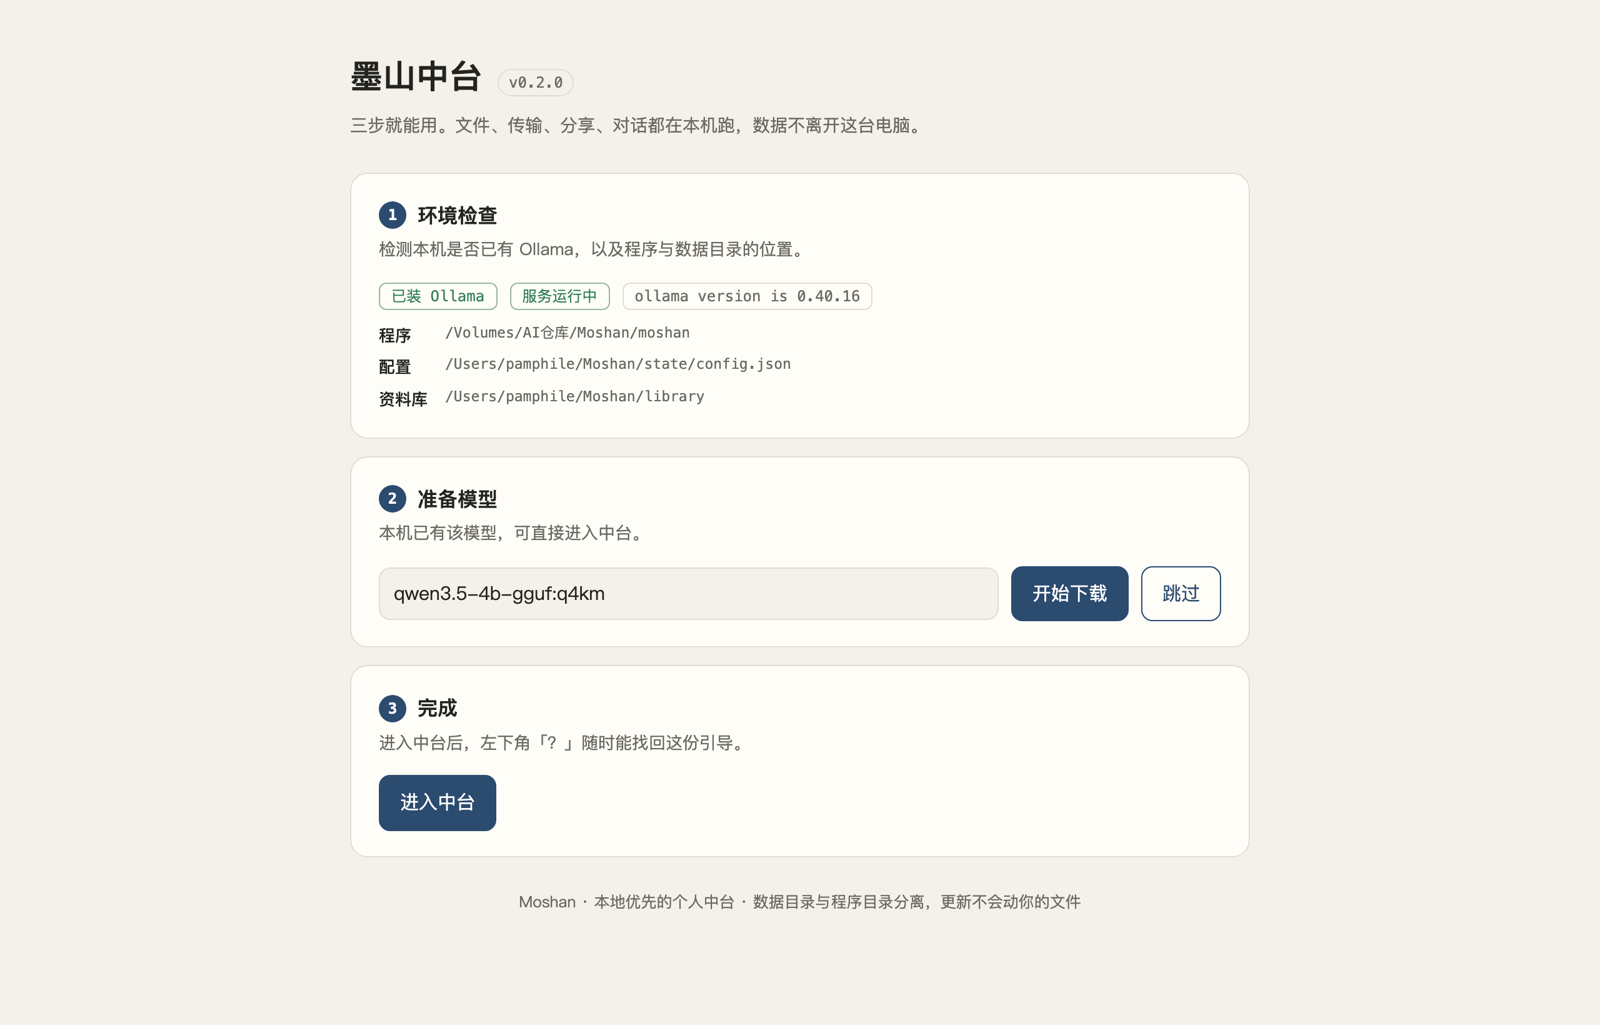 墨山中台 v0.2.0
三步就能用。文件、传输、分享、对话都在本机跑，数据不离开这台电脑。
1 环境检查
检测本机是否已有 Ollama，以及程序与数据目录的位置。
已装 Ollama 服务运行中 ollama version is 0.40.16
程序 /Volumes/AI仓库/Moshan/moshan
配置 /Users/pamphile/Moshan/state/config.json
资料库 /Users/pamphile/Moshan/library
2 准备模型
本机已有该模型，可直接进入中台。
qwen3.5-4b-gguf:q4km 开始下载 跳过
3 完成
进入中台后，左下角「？」随时能找回这份引导。
进入中台
Moshan · 本地优先的个人中台 · 数据目录与程序目录分离，更新不会动你的文件